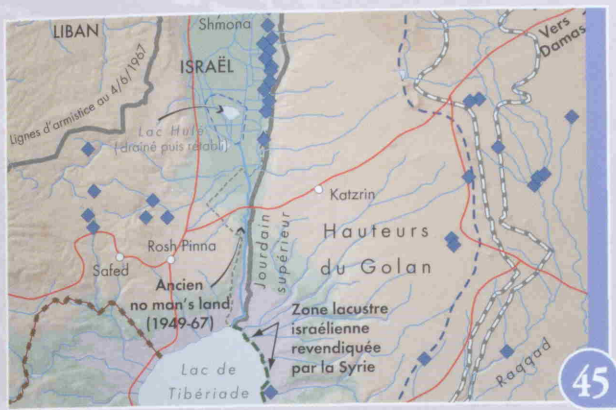 LIBAN
Shmona
ISRAËL
Vers
Damas
Lignes d'armistice au 4/6/1967
Lac Hulé
(drainé puis rétabli)
Katzrin
Jourdain
supérieur
Hauteurs
du Golan
Rosh Pinna
Safed
Ancien
no man's land
(1949-67)
Zone lacustre
israélienne
revendiquée
par la Syrie
Lac de
Tibériade
Raqqad
45